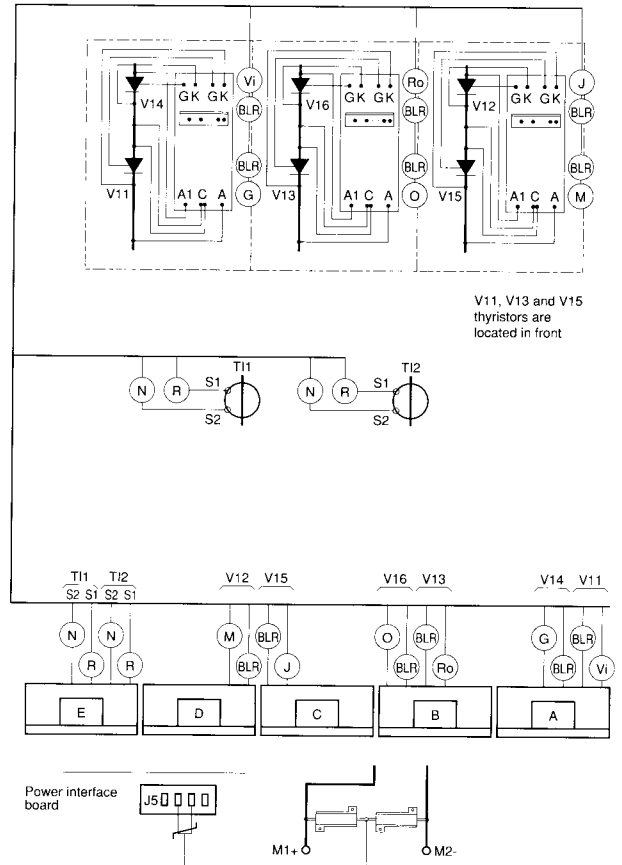 Vi Ro J
V14 GK GK V16 GK GK V12 GK GK
BLR BLR BLR
BLR BLR BLR
V11 A1 C A G V13 A1 C A O V15 A1 C A M
V11, V13 and V15
thyristors are
located in front
TI1 TI2
N R S1 N R S1
S2 S2
TI1 TI2 V12 V15 V16 V13 V14 V11
S2 S1 S2 S1
N N M BLR O BLR G BLR
R R BLR J BLR Ro BLR Vi
E D C B A
Power interface
board
J5
M1+ M2-